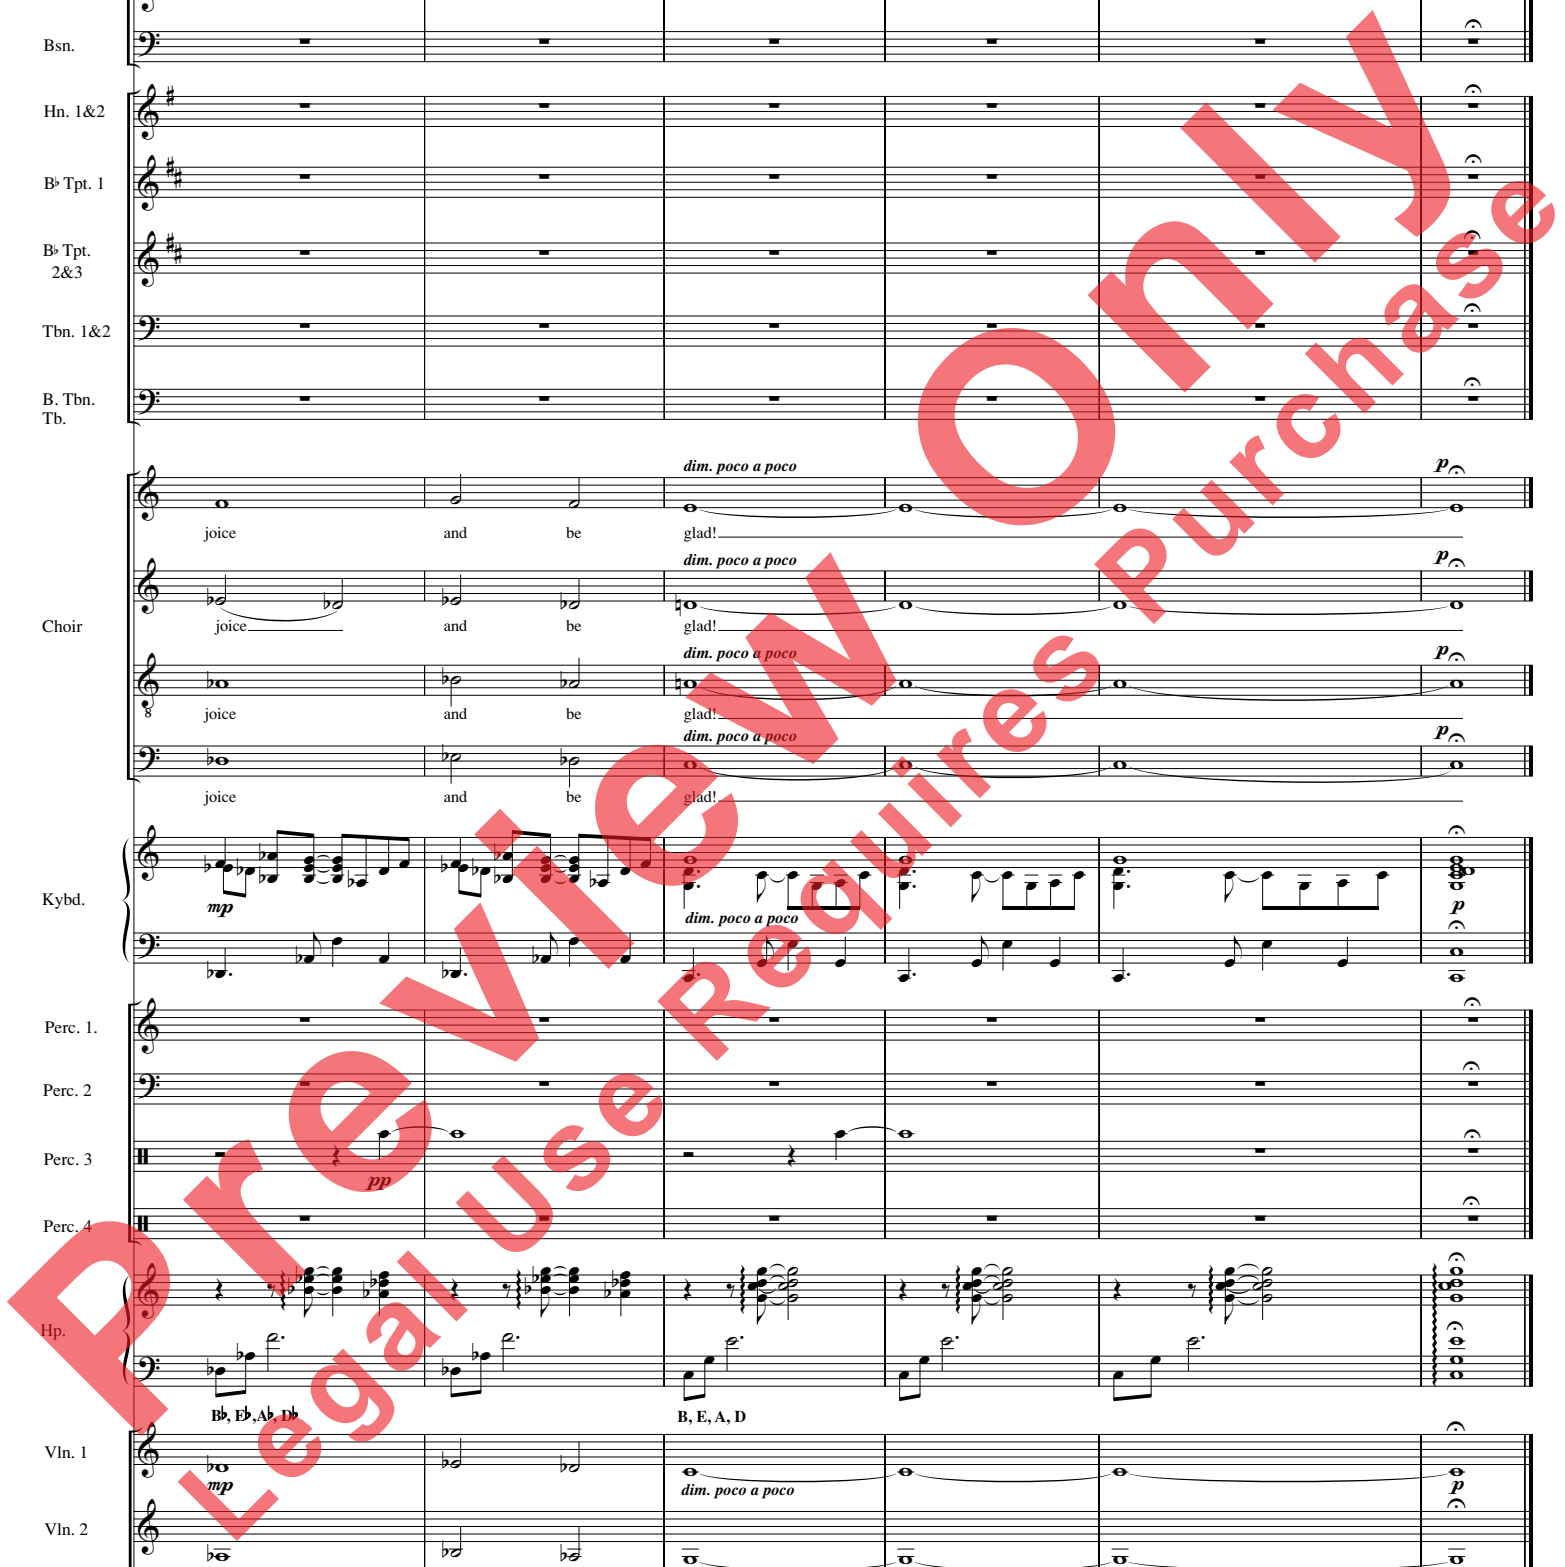 Bsn.
Hn. 1&2
B♭ Tpt. 1
B♭ Tpt.
2&3
Tbn. 1&2
B. Tbn.
Tb.
dim. poco a poco p
joice and be glad!
dim. poco a poco p
Choir
joice and be glad!
dim. poco a poco p
8
joice and be glad!
dim. poco a poco p
joice and be glad!
Kybd.
mp p
dim. poco a poco
Perc. 1.
Perc. 2
Perc. 3
pp
Perc. 4
Hp.
B♭, E♭, A♭, D♭ B, E, A, D
Vln. 1
mp dim. poco a poco p
Vln. 2
Preview Only
Legal Use Requires Purchase